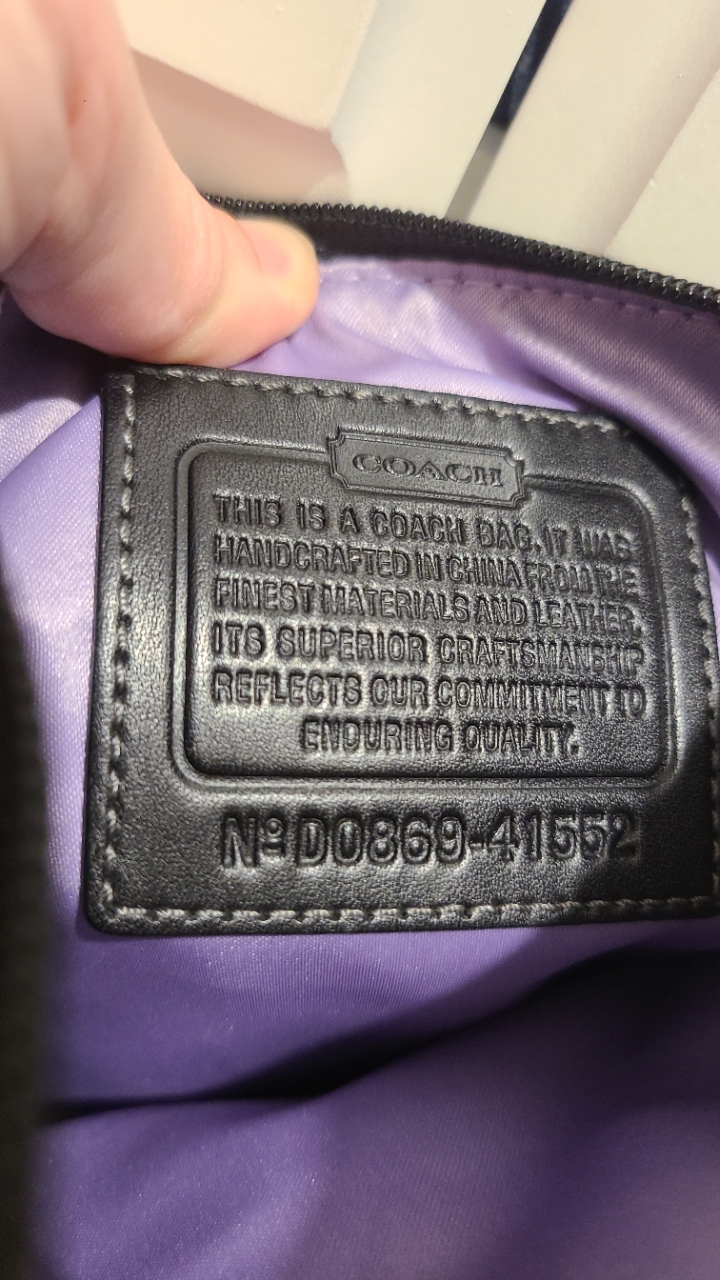 COACH
THIS IS A COACH BAG. IT WAS
HANDCRAFTED IN CHINA FROM THE
FINEST MATERIALS AND LEATHER.
ITS SUPERIOR CRAFTSMANSHIP
REFLECTS OUR COMMITMENT TO
ENDURING QUALITY.
Nº D0869-41552